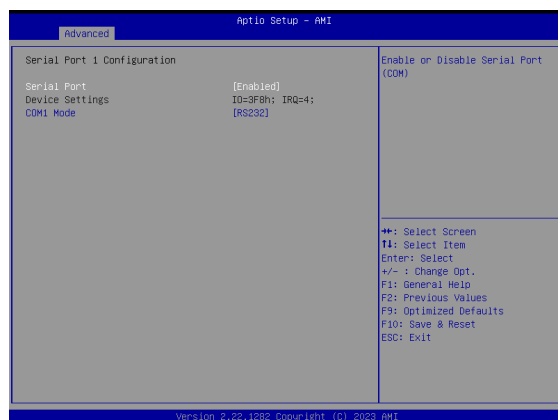 Aptio Setup - AMI
Advanced
Serial Port 1 Configuration
Serial Port [Enabled]
Device Settings IO=3F8h; IRQ=4;
COM1 Mode [RS232]
Enable or Disable Serial Port
(COM)
→←: Select Screen
↑↓: Select Item
Enter: Select
+/- : Change Opt.
F1: General Help
F2: Previous Values
F9: Optimized Defaults
F10: Save & Reset
ESC: Exit
Version 2.22.1282 Copyright (C) 2023 AMI